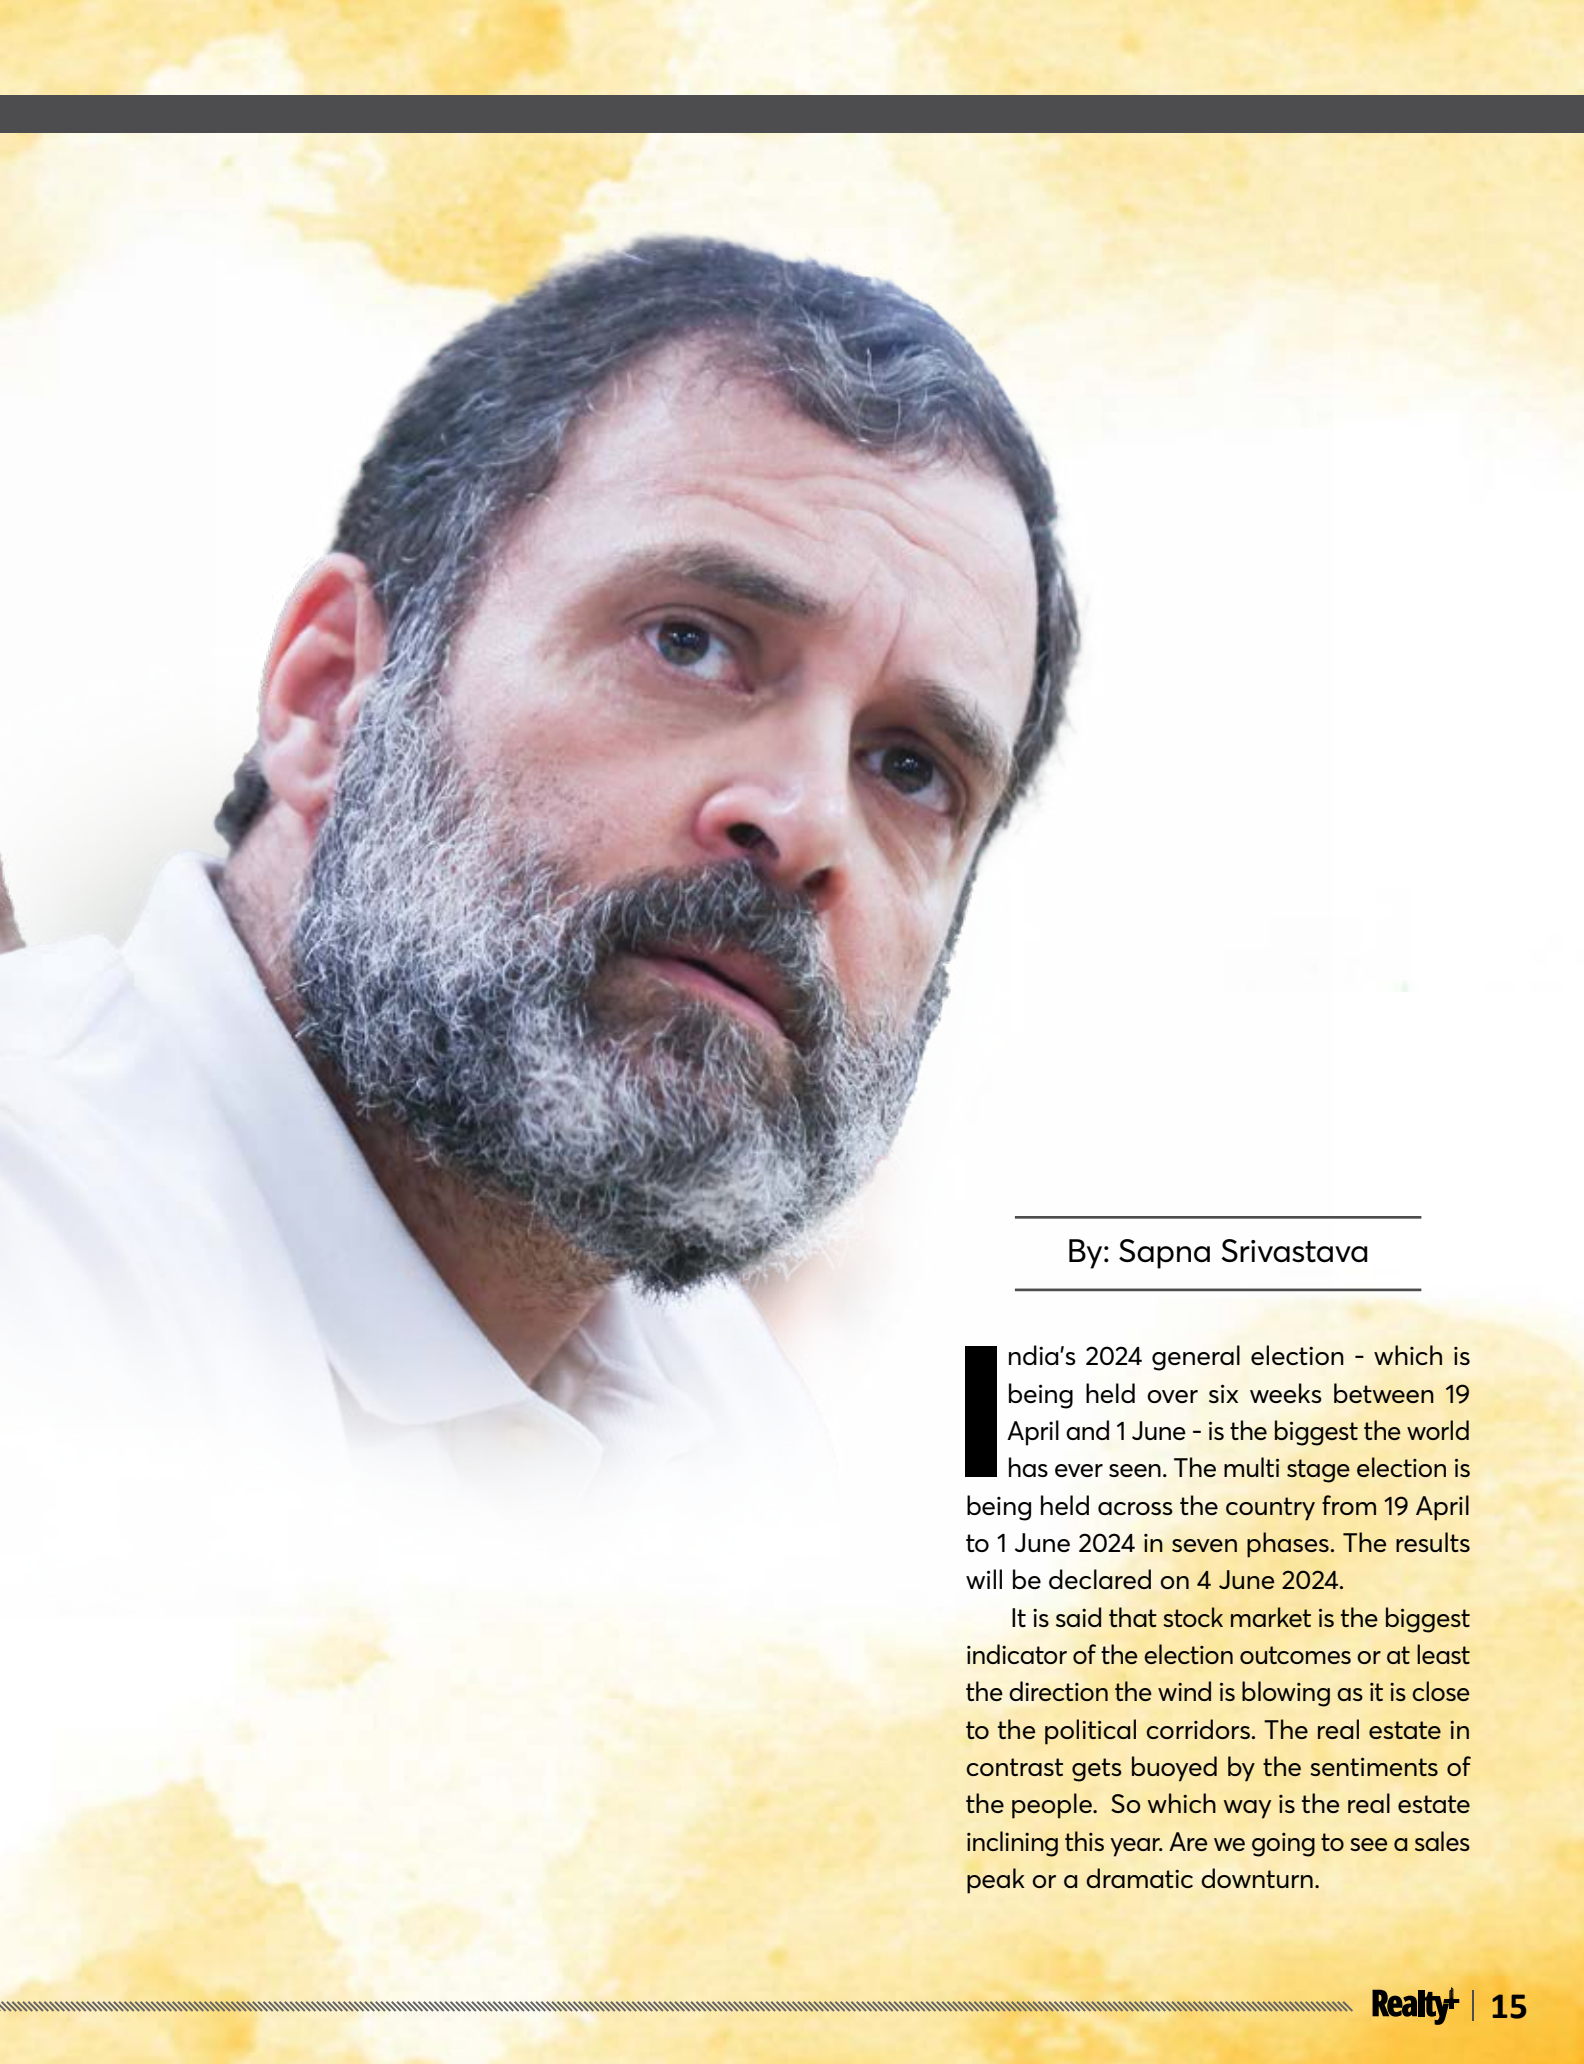 By: Sapna Srivastava
India's 2024 general election - which is
being held over six weeks between 19
April and 1 June - is the biggest the world
has ever seen. The multi stage election is
being held across the country from 19 April
to 1 June 2024 in seven phases. The results
will be declared on 4 June 2024.
It is said that stock market is the biggest
indicator of the election outcomes or at least
the direction the wind is blowing as it is close
to the political corridors. The real estate in
contrast gets buoyed by the sentiments of
the people.  So which way is the real estate
inclining this year. Are we going to see a sales
peak or a dramatic downturn.
Realty+ | 15